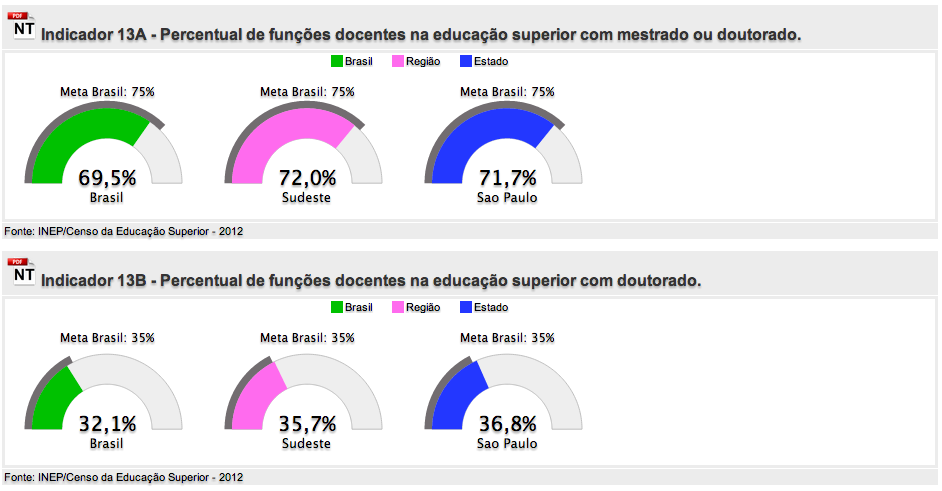 PDF
NT
Indicador 13A - Percentual de funções docentes na educação superior com mestrado ou doutorado.
Brasil Região Estado
Meta Brasil: 75% Meta Brasil: 75% Meta Brasil: 75%
69,5% 72,0% 71,7%
Brasil Sudeste Sao Paulo
Fonte: INEP/Censo da Educação Superior - 2012
PDF
NT
Indicador 13B - Percentual de funções docentes na educação superior com doutorado.
Brasil Região Estado
Meta Brasil: 35% Meta Brasil: 35% Meta Brasil: 35%
32,1% 35,7% 36,8%
Brasil Sudeste Sao Paulo
Fonte: INEP/Censo da Educação Superior - 2012